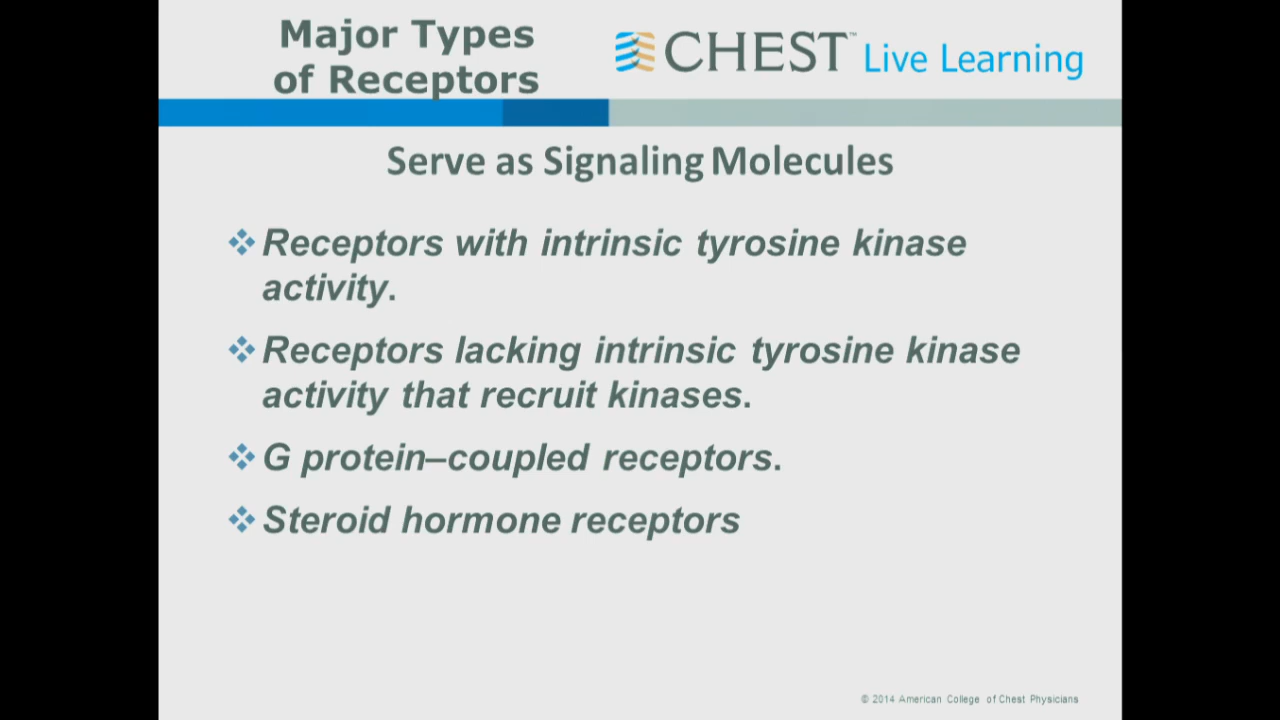 Major Types
of Receptors
CHEST™ Live Learning
Serve as Signaling Molecules
❖ Receptors with intrinsic tyrosine kinase
activity.
❖ Receptors lacking intrinsic tyrosine kinase
activity that recruit kinases.
❖ G protein–coupled receptors.
❖ Steroid hormone receptors
© 2014 American College of Chest Physicians